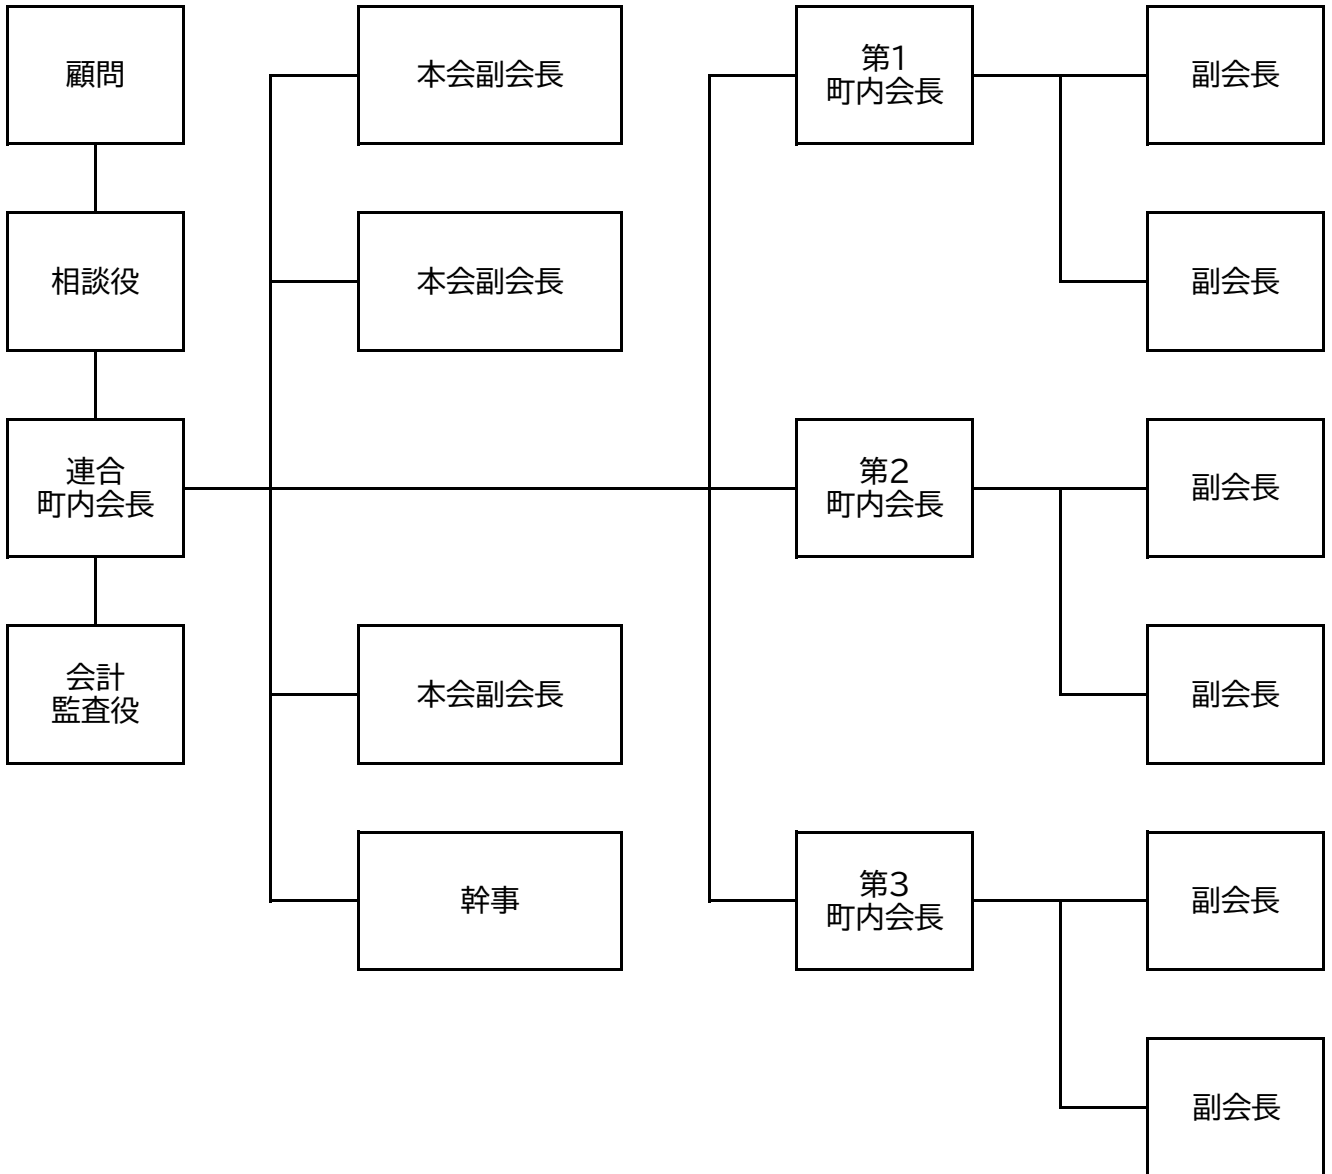 顧問
相談役
連合
町内会長
会計
監査役
本会副会長
本会副会長
本会副会長
幹事
第1
町内会長
第2
町内会長
第3
町内会長
副会長
副会長
副会長
副会長
副会長
副会長